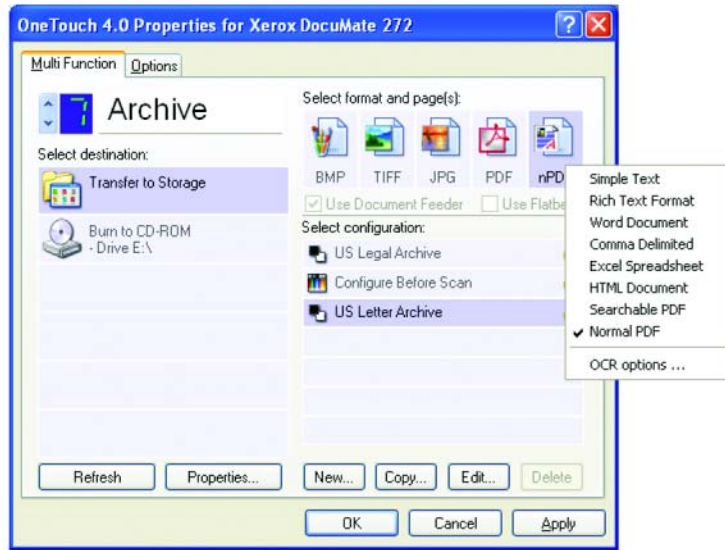 OneTouch 4.0 Properties for Xerox DocuMate 272
Multi Function
Options
7
Archive
Select destination:
Transfer to Storage
Burn to CD-ROM
- Drive E:\
Select format and page(s):
BMP TIFF JPG PDF nPD
Use Document Feeder
Use Flatbe
Select configuration:
US Legal Archive
Configure Before Scan
US Letter Archive
Simple Text
Rich Text Format
Word Document
Comma Delimited
Excel Spreadsheet
HTML Document
Searchable PDF
Normal PDF
OCR options ...
Refresh
Properties...
New...
Copy...
Edit...
Delete
OK
Cancel
Apply